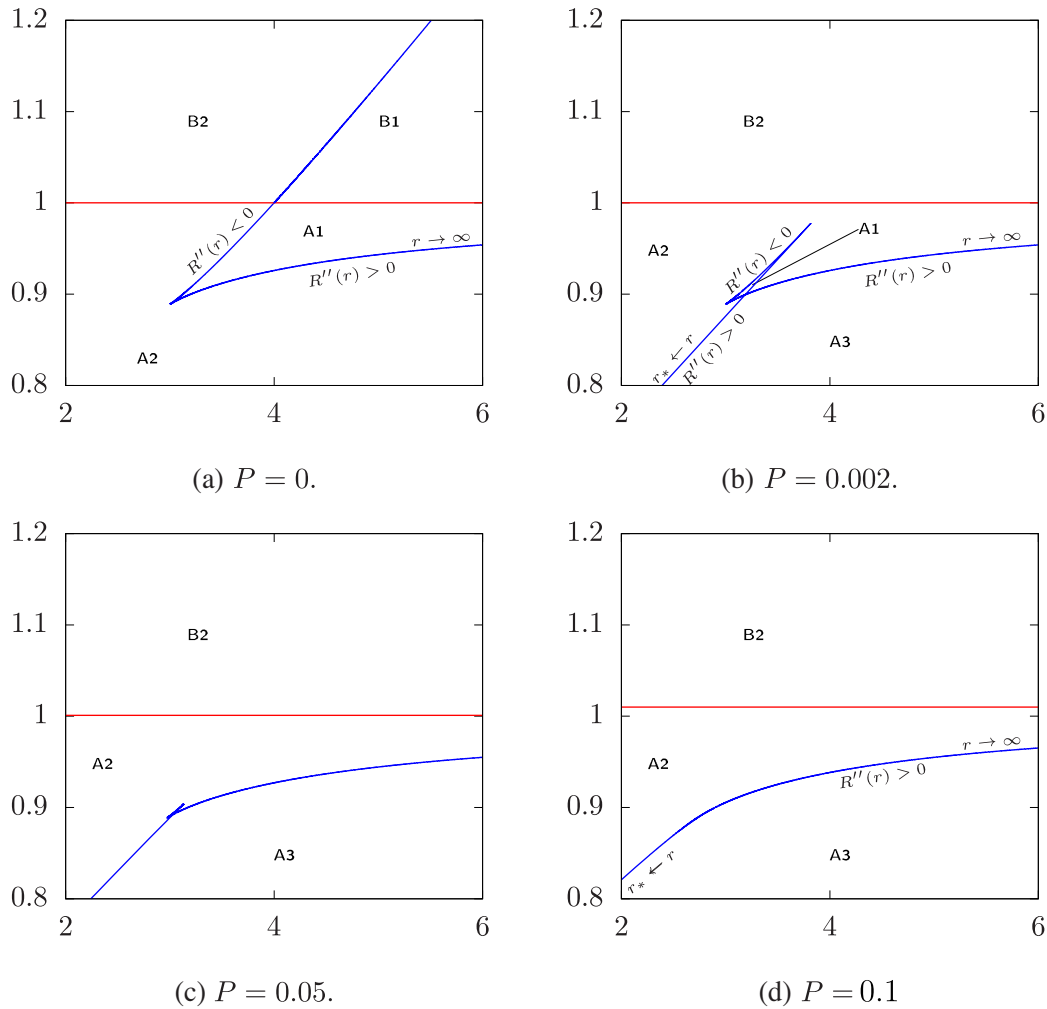 1.2
1.1
1
0.9
0.8
2
4
6
B2
B1
A1
A2
R''(r) < 0
r → ∞
R''(r) > 0
(a) P = 0.
1.2
1.1
1
0.9
0.8
2
4
6
B2
A2
A1
A3
R''(r) < 0
r → ∞
R''(r) > 0
r* ← r
R''(r) > 0
(b) P = 0.002.
1.2
1.1
1
0.9
0.8
2
4
6
B2
A2
A3
(c) P = 0.05.
1.2
1.1
1
0.9
0.8
2
4
6
B2
A2
r → ∞
R''(r) > 0
A3
r* ← r
(d) P = 0.1